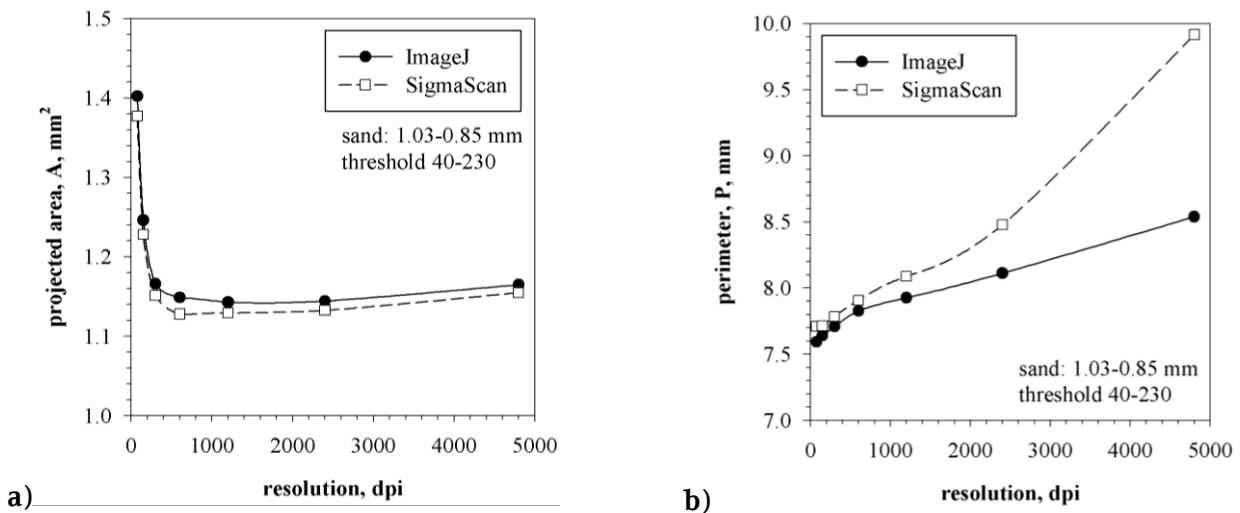 1.5
1.4
1.3
1.2
1.1
1.0
projected area, A, mm²
ImageJ
SigmaScan
sand: 1.03-0.85 mm
threshold 40-230
0 1000 2000 3000 4000 5000
resolution, dpi
a)
10.0
9.5
9.0
8.5
8.0
7.5
7.0
perimeter, P, mm
ImageJ
SigmaScan
sand: 1.03-0.85 mm
threshold 40-230
0 1000 2000 3000 4000 5000
resolution, dpi
b)